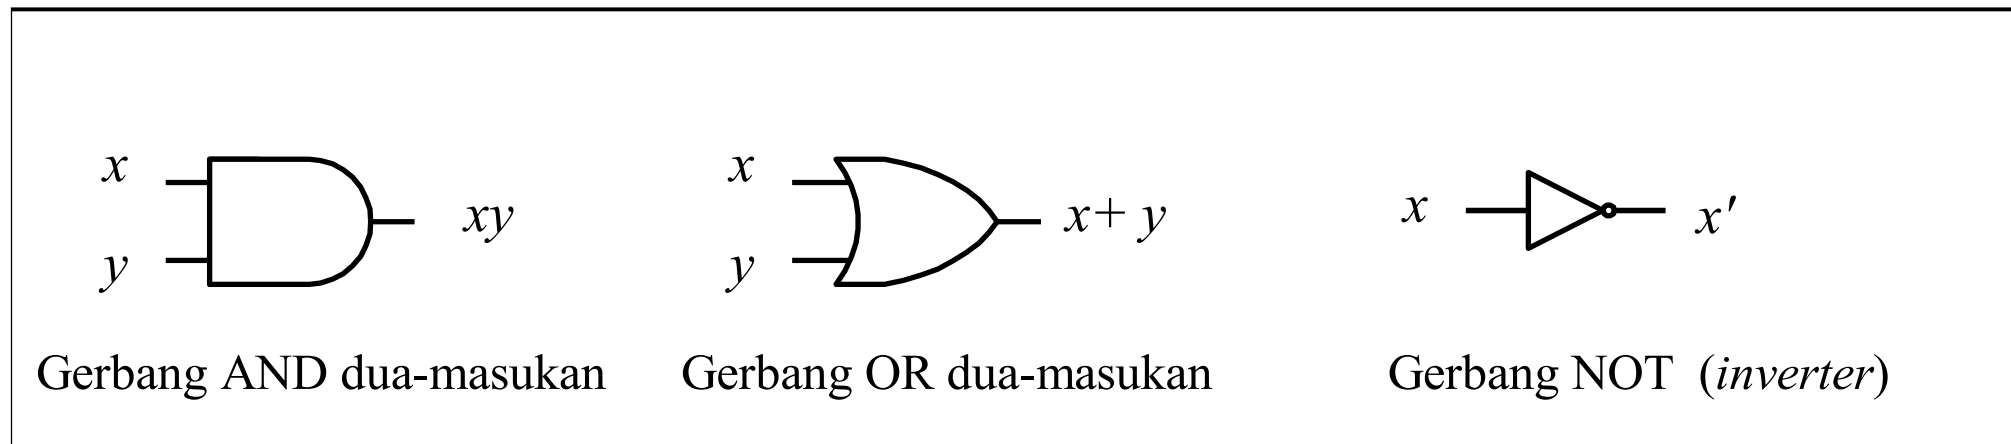 x
y
xy
Gerbang AND dua-masukan
x
y
x+ y
Gerbang OR dua-masukan
x
x'
Gerbang NOT (inverter)